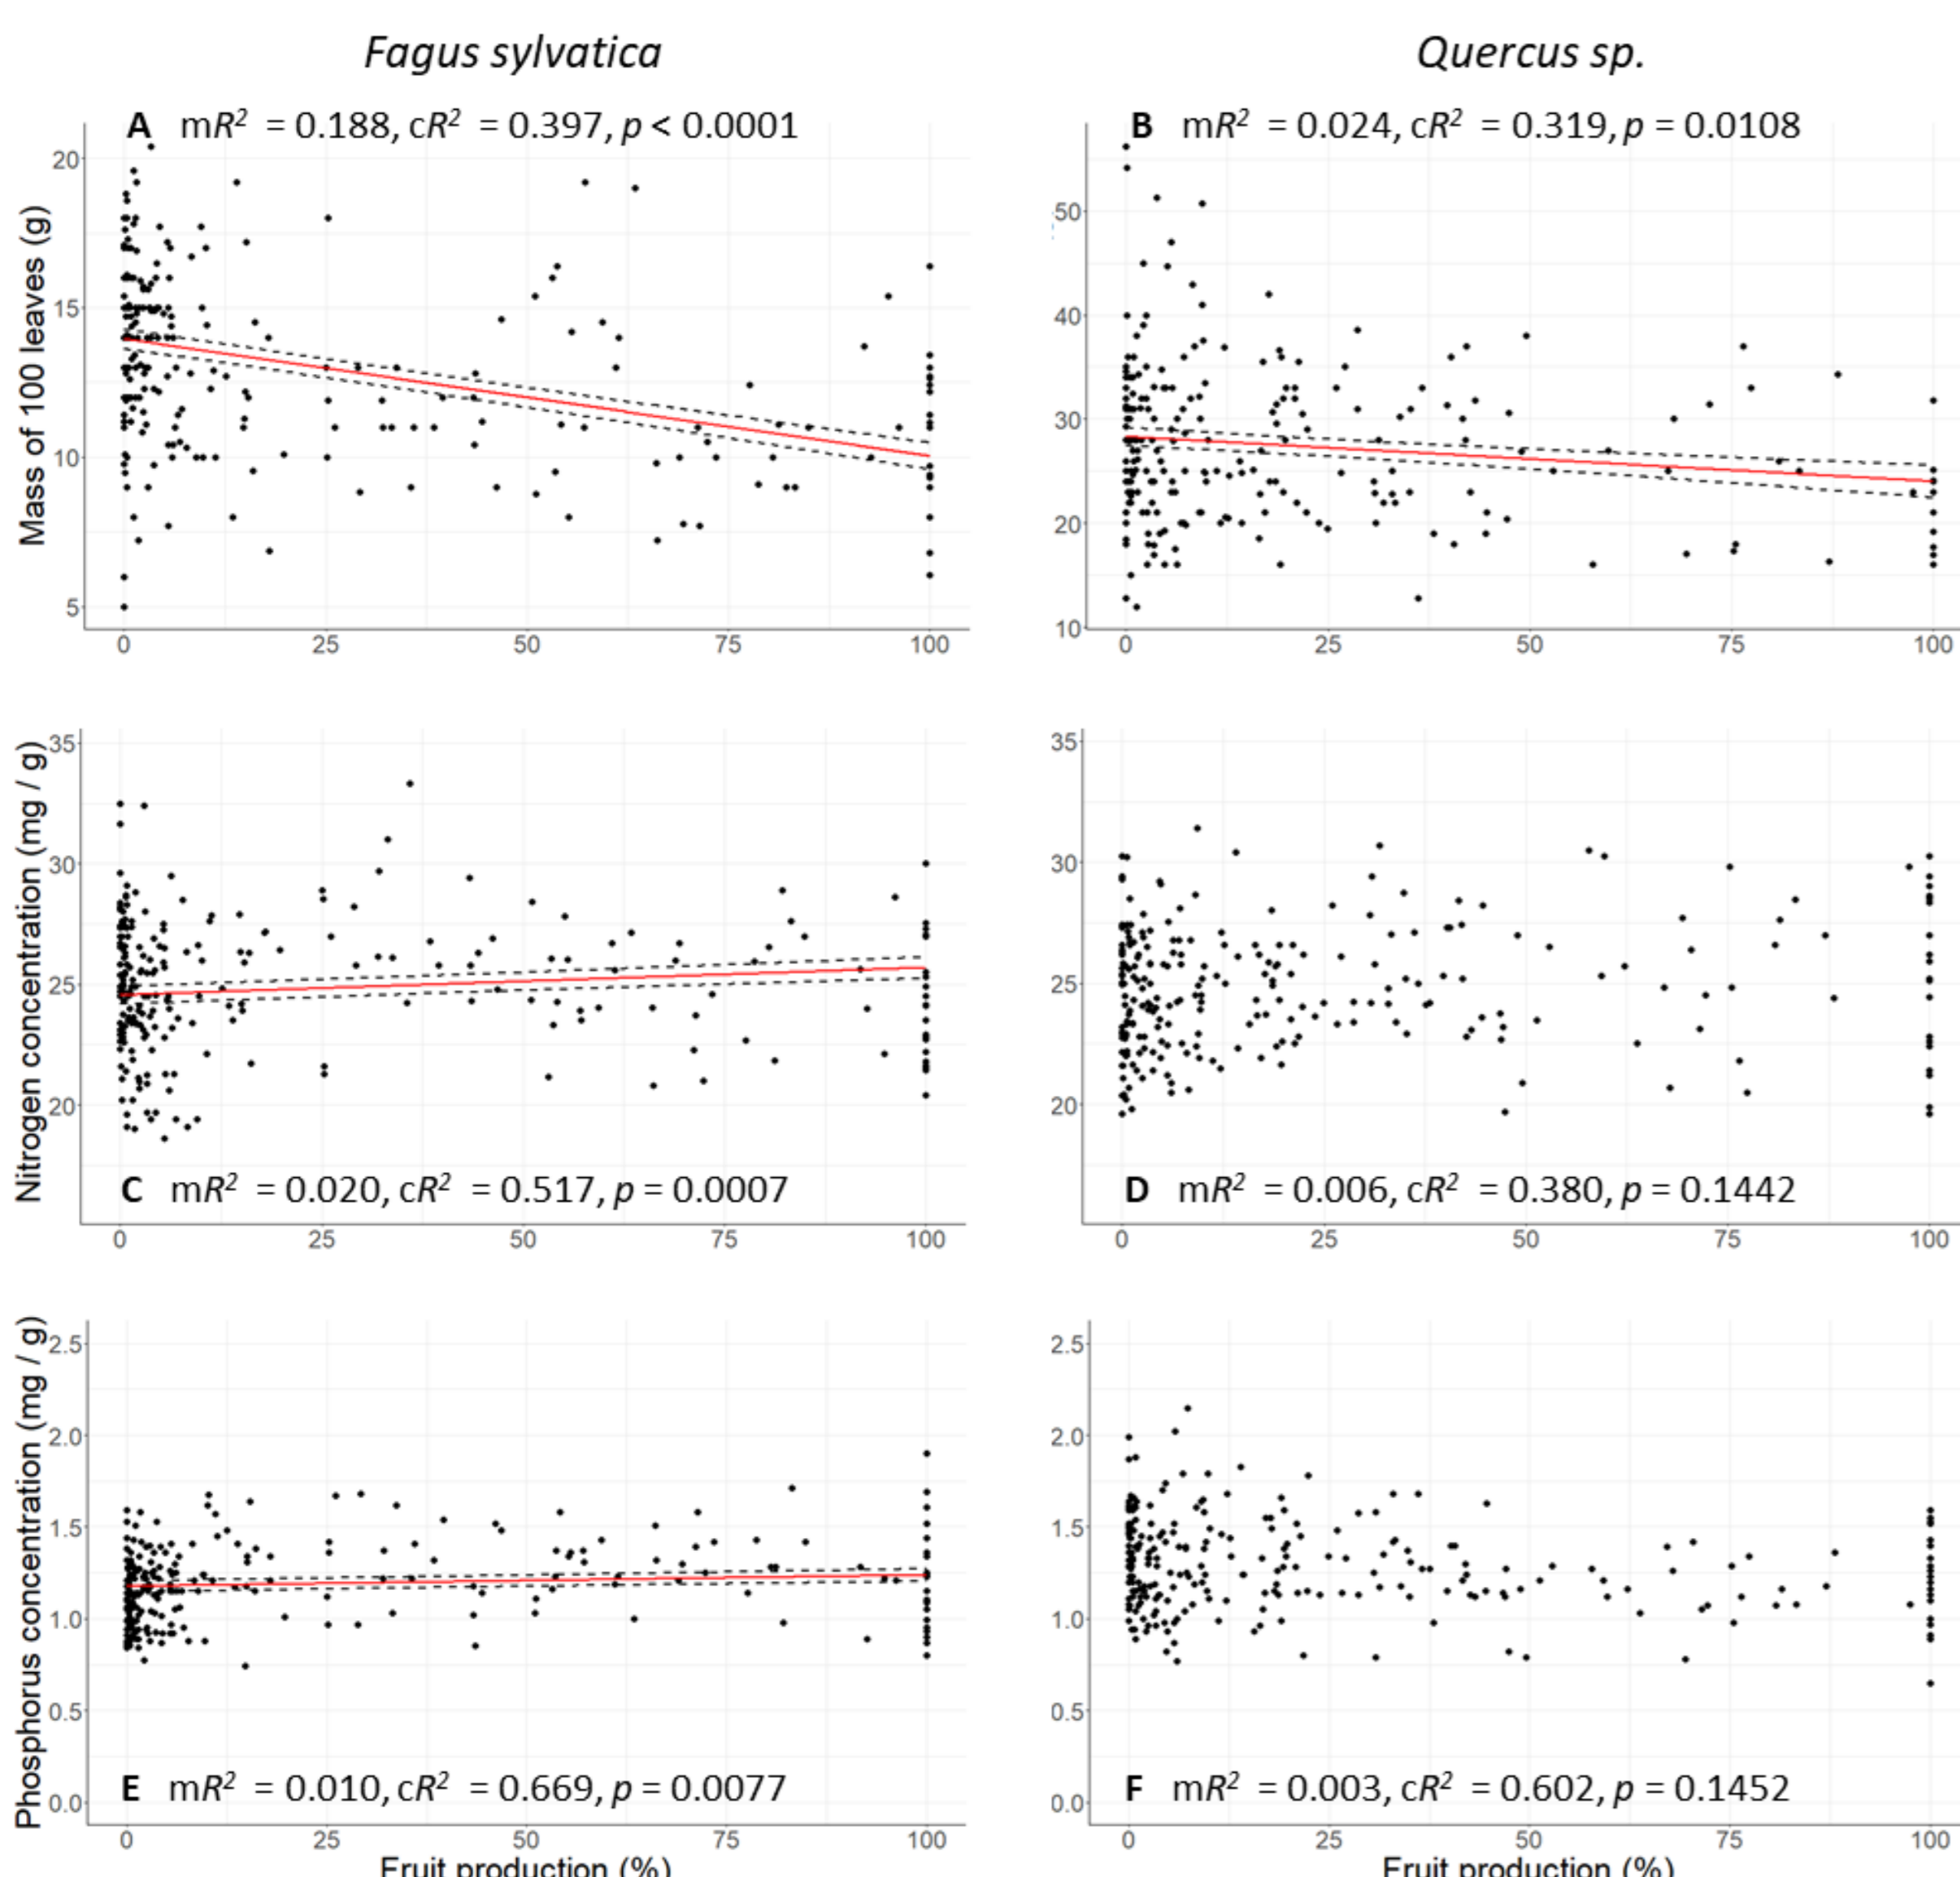 Fagus sylvatica
Quercus sp.
A mR² = 0.188, cR² = 0.397, p < 0.0001
Mass of 100 leaves (g)
20
15
10
5
0 25 50 75 100
B mR² = 0.024, cR² = 0.319, p = 0.0108
50
40
30
20
10
0 25 50 75 100
Nitrogen concentration (mg / g)
35
30
25
20
C mR² = 0.020, cR² = 0.517, p = 0.0007
0 25 50 75 100
35
30
25
20
D mR² = 0.006, cR² = 0.380, p = 0.1442
0 25 50 75 100
Phosphorus concentration (mg / g)
2.5
2.0
1.5
1.0
0.5
0.0
E mR² = 0.010, cR² = 0.669, p = 0.0077
0 25 50 75 100
Fruit production (%)
2.5
2.0
1.5
1.0
0.5
0.0
F mR² = 0.003, cR² = 0.602, p = 0.1452
0 25 50 75 100
Fruit production (%)